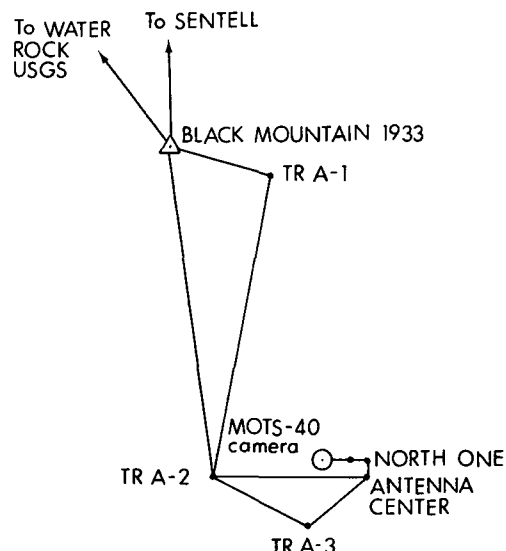 To WATER
ROCK
USGS
To SENTELL
BLACK MOUNTAIN 1933
TR A-1
MOTS-40
camera
NORTH ONE
TR A-2
ANTENNA
CENTER
TR A-3